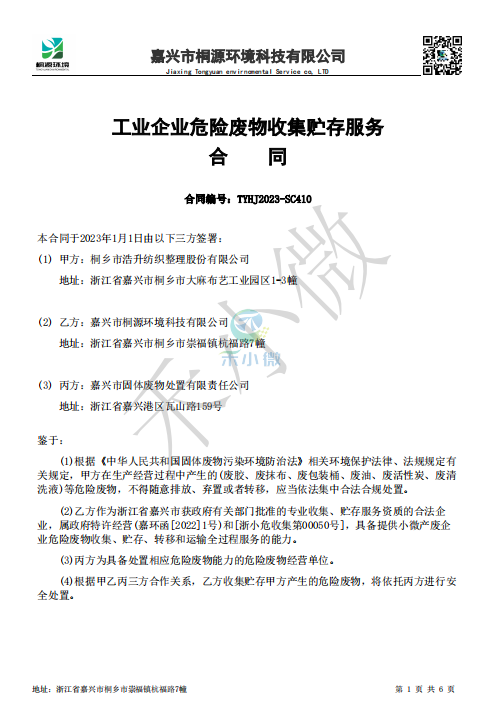 桐源环境
嘉兴市桐源环境科技有限公司
Jiaxing Tongyuan envirnomental Service co, LTD
工业企业危险废物收集贮存服务
合 同
合同编号：TYHJ2023-SC410
本合同于2023年1月1日由以下三方签署：
(1) 甲方：桐乡市浩升纺织整理股份有限公司
地址：浙江省嘉兴市桐乡市大麻布艺工业园区1-3幢
(2) 乙方：嘉兴市桐源环境科技有限公司
地址：浙江省嘉兴市桐乡市崇福镇杭福路7幢
(3) 丙方：嘉兴市固体废物处置有限责任公司
地址：浙江省嘉兴港区瓦山路159号
鉴于：
(1)根据《中华人民共和国固体废物污染环境防治法》相关环境保护法律、法规规定有
关规定，甲方在生产经营过程中产生的(废胶、废抹布、废包装桶、废油、废活性炭、废清
洗液)等危险废物，不得随意排放、弃置或者转移，应当依法集中合法合规处置。
(2)乙方作为浙江省嘉兴市获政府有关部门批准的专业收集、贮存服务资质的合法企
业，属政府特许经营(嘉环函[2022]1号)和[浙小危收集第00050号]，具备提供小微产废企
业危险废物收集、贮存、转移和运输全过程服务的能力。
(3)丙方为具备处置相应危险废物能力的危险废物经营单位。
(4)根据甲乙丙三方合作关系，乙方收集贮存甲方产生的危险废物，将依托丙方进行安
全处置。
禾小微
禾小微
地址：浙江省嘉兴市桐乡市崇福镇杭福路7幢
第 1 页 共 6 页